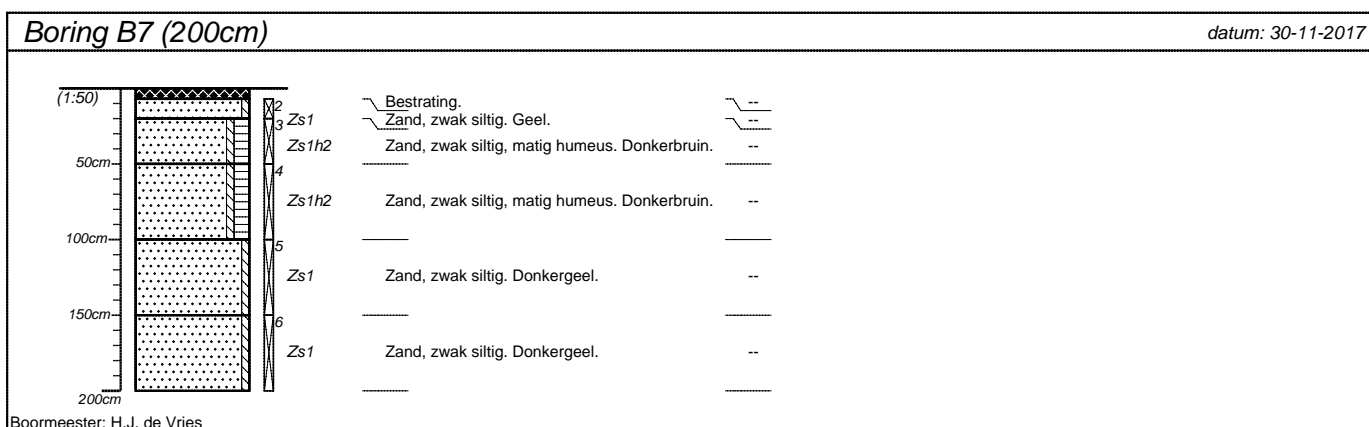 Boring B7 (200cm)
datum: 30-11-2017
(1:50)
2
Bestrating.
--
3
Zs1
Zand, zwak siltig. Geel.
--
Zs1h2
Zand, zwak siltig, matig humeus. Donkerbruin.
--
50cm
4
Zs1h2
Zand, zwak siltig, matig humeus. Donkerbruin.
--
100cm
5
Zs1
Zand, zwak siltig. Donkergeel.
--
150cm
6
Zs1
Zand, zwak siltig. Donkergeel.
--
200cm
Boormeester: H.J. de Vries